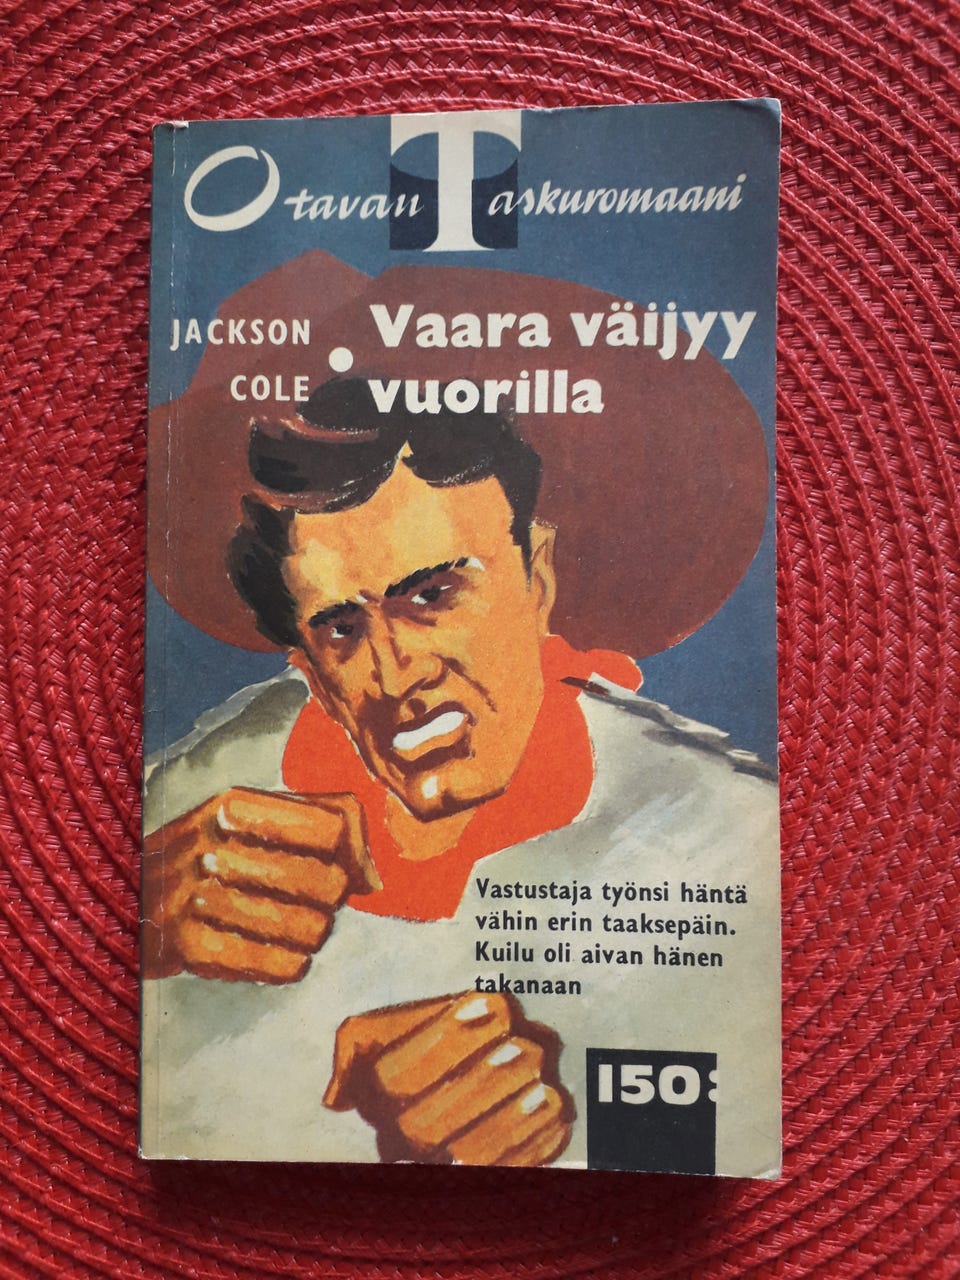 Otavan Taskuromaani
JACKSON
COLE
• Vaara väijyy
vuorilla
Vastustaja työnsi häntä
vähin erin taaksepäin.
Kuilu oli aivan hänen
takanaan
150: